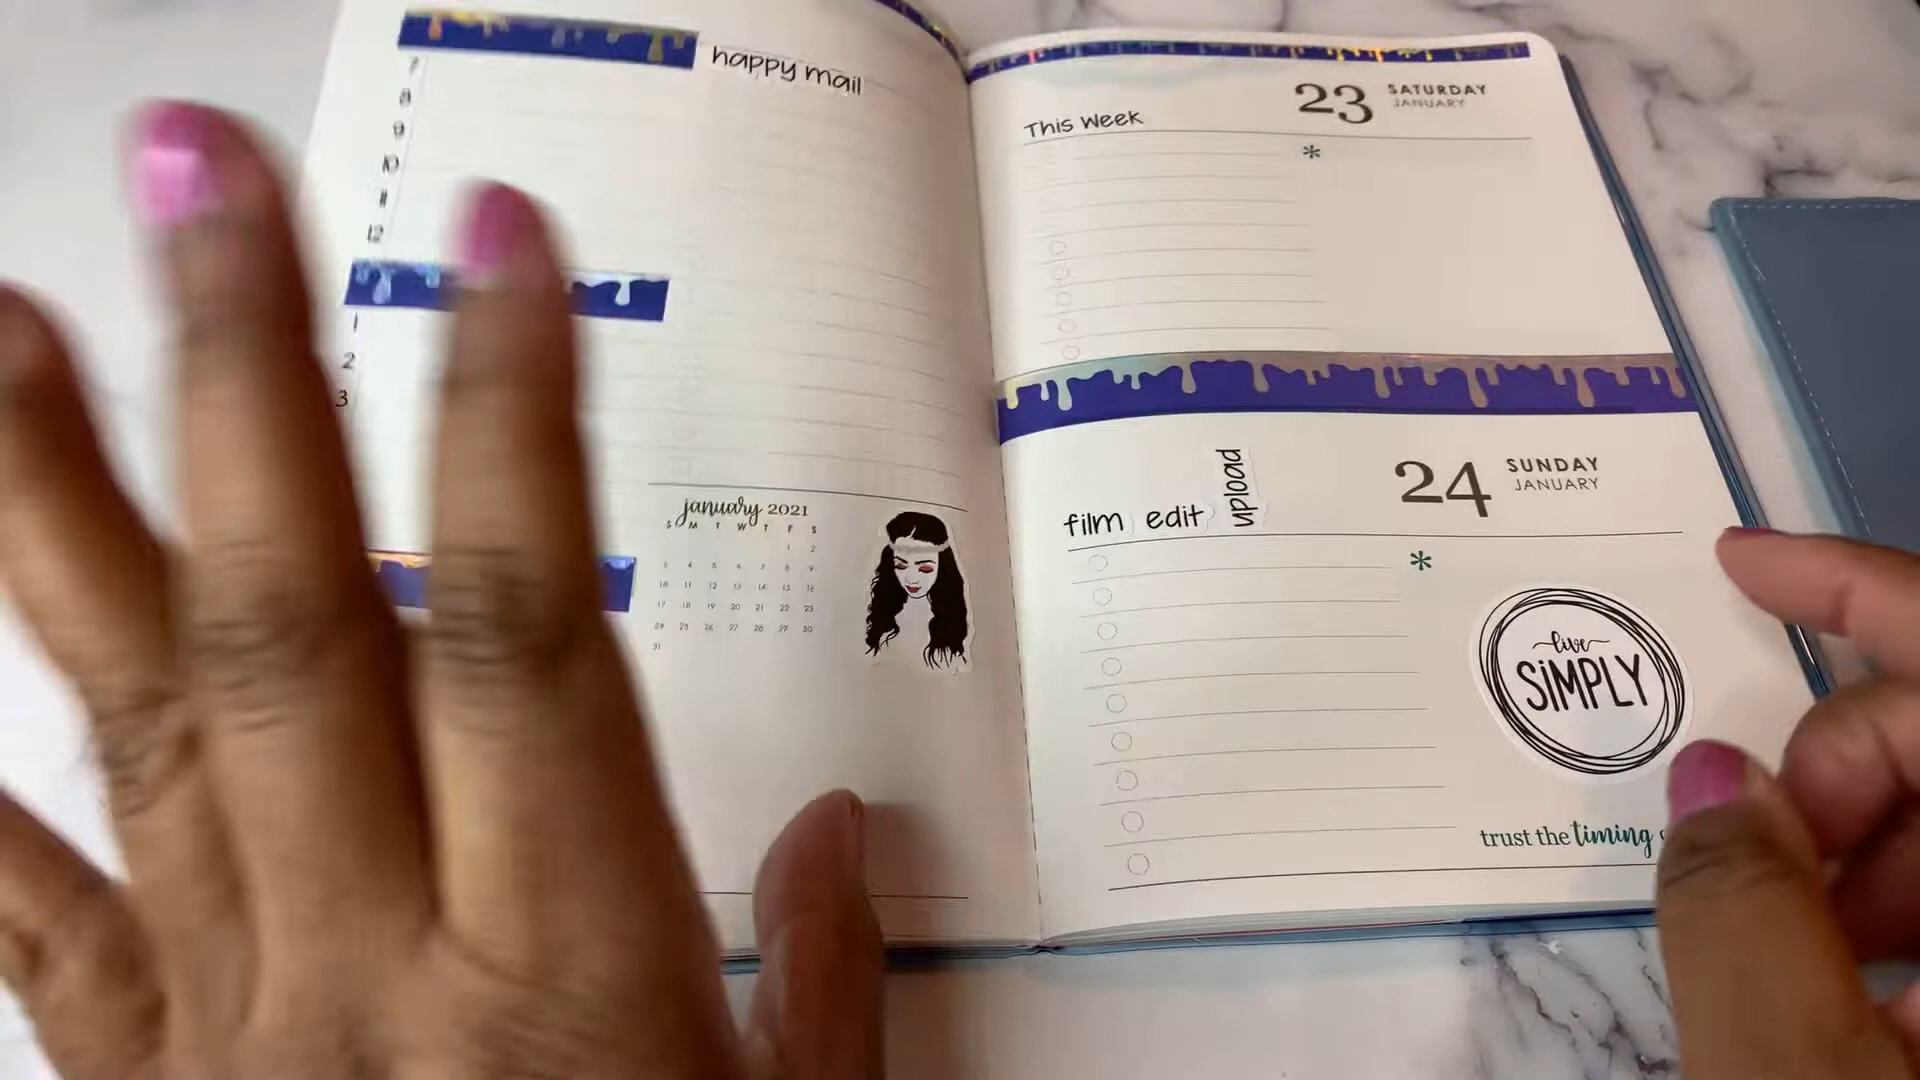 happy mail
7
8
9
10
11
12
1
2
3
january 2021
S M T W T F S
1 2
3 4 5 6 7 8 9
10 11 12 13 14 15 16
17 18 19 20 21 22 23
24 25 26 27 28 29 30
31
23 SATURDAY
JANUARY
This Week
*
24 SUNDAY
JANUARY
film edit upload
*
live
SiMPLY
trust the timing